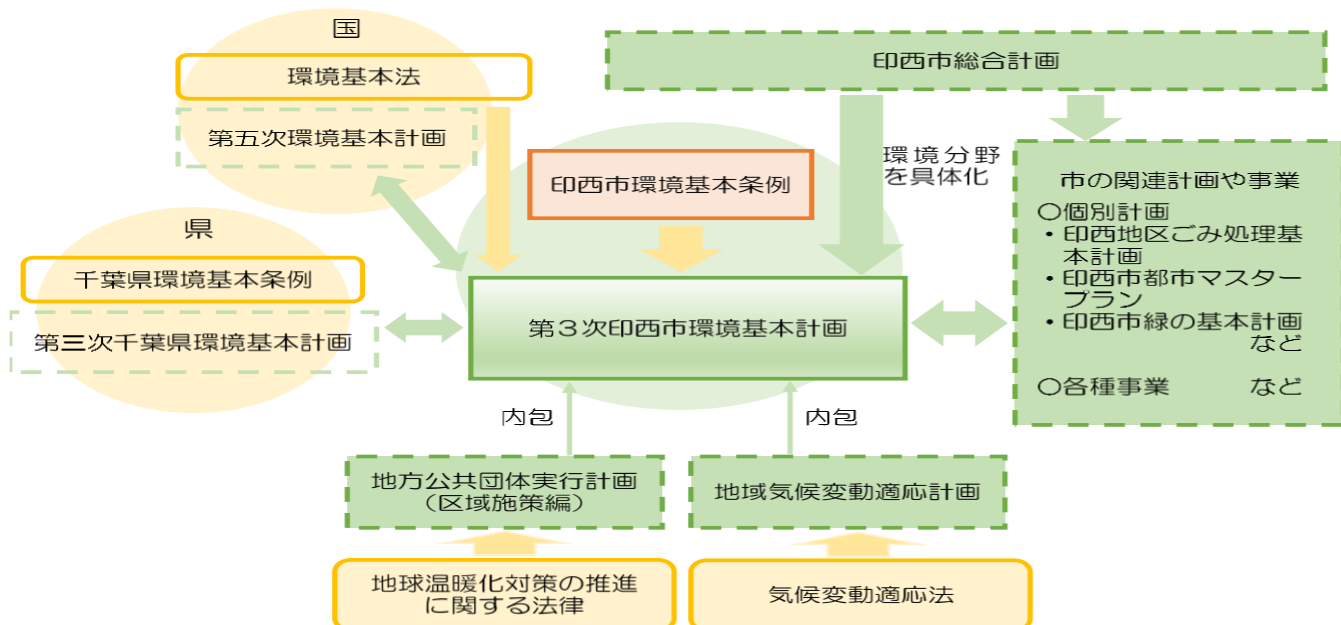 国
環境基本法
第五次環境基本計画
県
千葉県環境基本条例
第三次千葉県環境基本計画
印西市総合計画
環境分野
を具体化
印西市環境基本条例
第３次印西市環境基本計画
市の関連計画や事業
〇個別計画
・印西地区ごみ処理基
本計画
・印西市都市マスター
プラン
・印西市緑の基本計画
など
〇各種事業 など
内包
内包
地方公共団体実行計画
（区域施策編）
地域気候変動適応計画
地球温暖化対策の推進
に関する法律
気候変動適応法